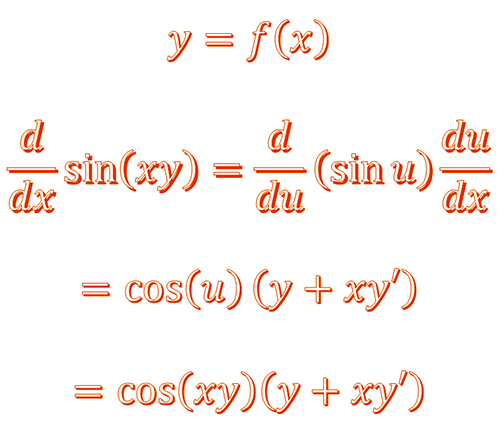 y = f(x)
d/dx sin(xy) = d/du (sin u) du/dx
= cos(u) (y + xy′)
= cos(xy)(y + xy′)